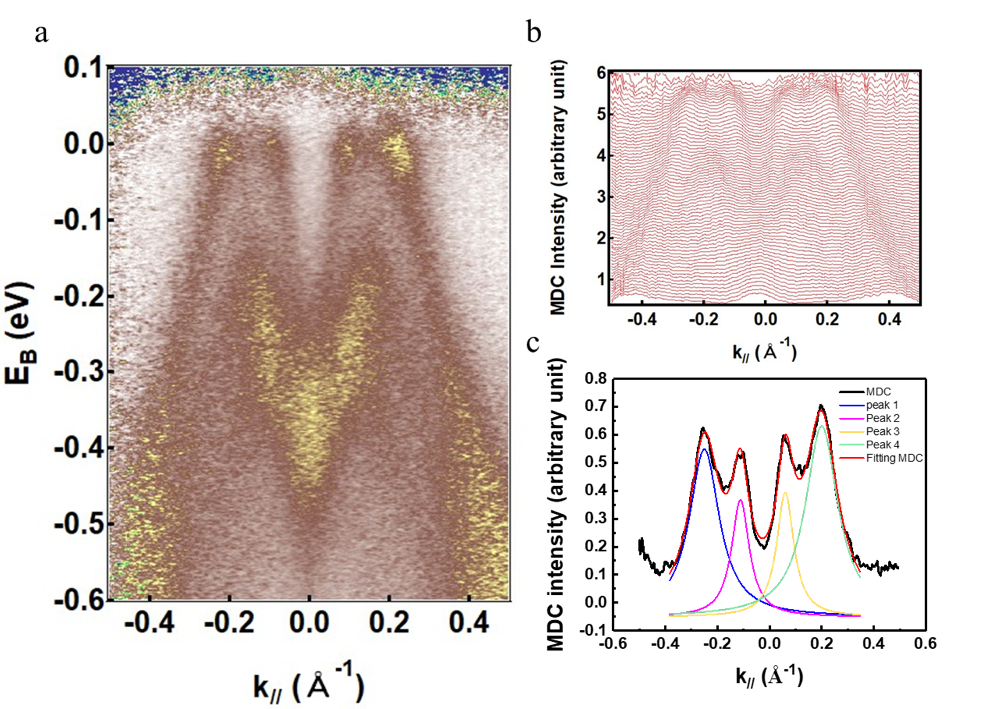 a
0.1
0.0
-0.1
-0.2
-0.3
-0.4
-0.5
-0.6
E_B (eV)
-0.4 -0.2 0.0 0.2 0.4
k_// (Å^-1)
b
MDC Intensity (arbitrary unit)
6
5
4
3
2
1
-0.4 -0.2 0.0 0.2 0.4
k_// (Å^-1)
c
MDC intensity (arbitrary unit)
0.8
0.7
0.6
0.5
0.4
0.3
0.2
0.1
0.0
-0.1
MDC
peak 1
Peak 2
Peak 3
Peak 4
Fitting MDC
-0.6 -0.4 -0.2 0.0 0.2 0.4 0.6
k_// (Å^-1)